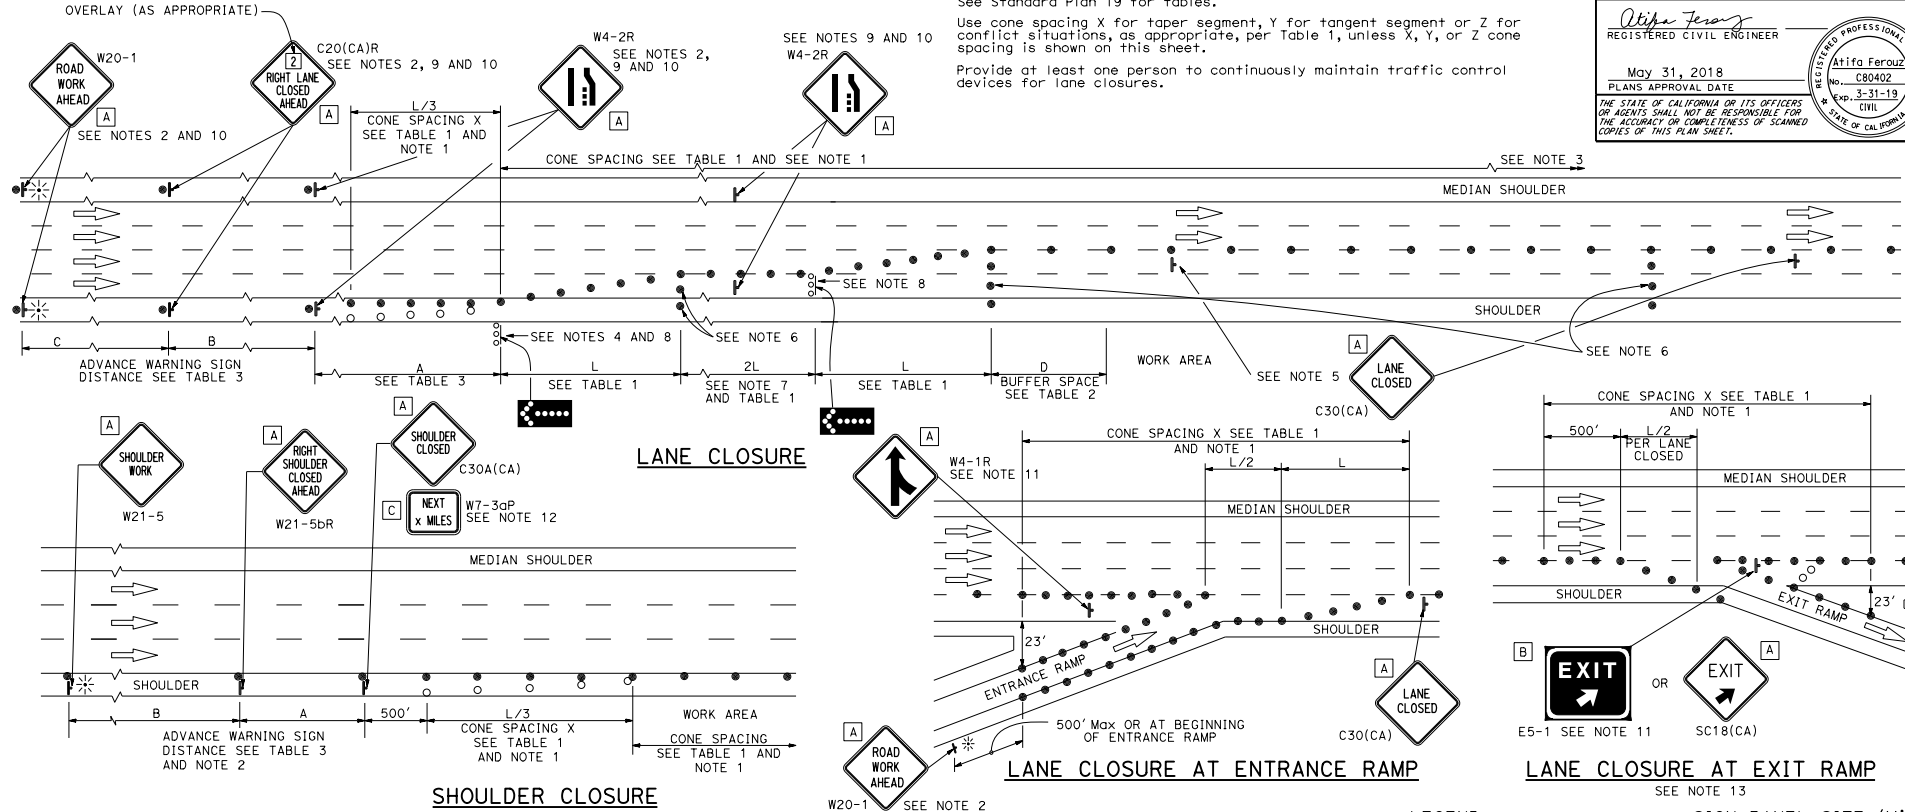 OVERLAY (AS APPROPRIATE)
W20-1
ROAD
WORK
AHEAD
A
SEE NOTES 2 AND 10
C20(CA)R
SEE NOTES 2, 9 AND 10
2
RIGHT LANE
CLOSED
AHEAD
A
L/3
CONE SPACING X
SEE TABLE 1 AND
NOTE 1
W4-2R
SEE NOTES 2,
9 AND 10
A
SEE NOTES 9 AND 10
W4-2R
A
See Standard Plan T9 for tables.
Use cone spacing X for taper segment, Y for tangent segment or Z for
conflict situations, as appropriate, per Table 1, unless X, Y, or Z cone
spacing is shown on this sheet.
Provide at least one person to continuously maintain traffic control
devices for lane closures.
REGISTERED CIVIL ENGINEER
May 31, 2018
PLANS APPROVAL DATE
THE STATE OF CALIFORNIA OR ITS OFFICERS
OR AGENTS SHALL NOT BE RESPONSIBLE FOR
THE ACCURACY OR COMPLETENESS OF SCANNED
COPIES OF THIS PLAN SHEET.
REGISTERED PROFESSIONAL
Atifa Ferouz
No. C80402
Exp. 3-31-19
CIVIL
STATE OF CALIFORNIA
CONE SPACING SEE TABLE 1 AND SEE NOTE 1
SEE NOTE 3
MEDIAN SHOULDER
SEE NOTE 8
SHOULDER
C
B
ADVANCE WARNING SIGN
DISTANCE SEE TABLE 3
A
SEE TABLE 3
SEE NOTES 4 AND 8
L
SEE TABLE 1
SEE NOTE 6
2L
SEE NOTE 7
AND TABLE 1
L
SEE TABLE 1
D
BUFFER SPACE
SEE TABLE 2
WORK AREA
SEE NOTE 5
A
LANE
CLOSED
C30(CA)
SEE NOTE 6
LANE CLOSURE
A
SHOULDER
WORK
W21-5
A
RIGHT
SHOULDER
CLOSED
AHEAD
W21-5bR
A
SHOULDER
CLOSED
C30A(CA)
C
NEXT
x MILES
W7-3aP
SEE NOTE 12
MEDIAN SHOULDER
SHOULDER
B
A
500'
L/3
WORK AREA
ADVANCE WARNING SIGN
DISTANCE SEE TABLE 3
AND NOTE 2
CONE SPACING X
SEE TABLE 1
AND NOTE 1
CONE SPACING
SEE TABLE 1 AND
NOTE 1
SHOULDER CLOSURE
A
W4-1R
SEE NOTE 11
CONE SPACING X SEE TABLE 1
AND NOTE 1
L/2
L
MEDIAN SHOULDER
SHOULDER
23'
ENTRANCE RAMP
A
ROAD
WORK
AHEAD
W20-1
SEE NOTE 2
500' Max OR AT BEGINNING
OF ENTRANCE RAMP
A
LANE
CLOSED
C30(CA)
LANE CLOSURE AT ENTRANCE RAMP
CONE SPACING X SEE TABLE 1
AND NOTE 1
500'
L/2
PER LANE
CLOSED
MEDIAN SHOULDER
SHOULDER
EXIT RAMP
23'
B
EXIT
E5-1 SEE NOTE 11
OR
A
EXIT
SC18(CA)
LANE CLOSURE AT EXIT RAMP
SEE NOTE 13